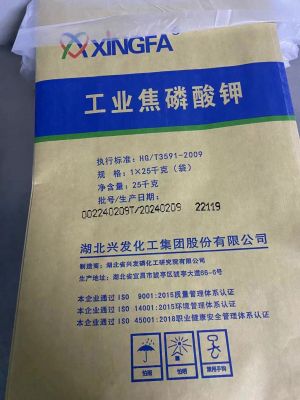 XINGFA®
工业焦磷酸钾
执行标准：HG/T3591-2009
规 格：1×25千克（袋）
净含量：25千克
批号/生产日期：
002240209T/20240209 22119
湖北兴发化工集团股份有限公司
制造商：湖北省兴发磷化工研究院有限公司
生产地址：湖北省宜昌市猇亭区猇亭大道66-6号
本企业通过 ISO 9001:2015质量管理体系认证
本企业通过 ISO 14001:2015环境管理体系认证
本企业通过 ISO 45001:2018职业健康安全管理体系认证
怕雨 怕晒 禁用手钩